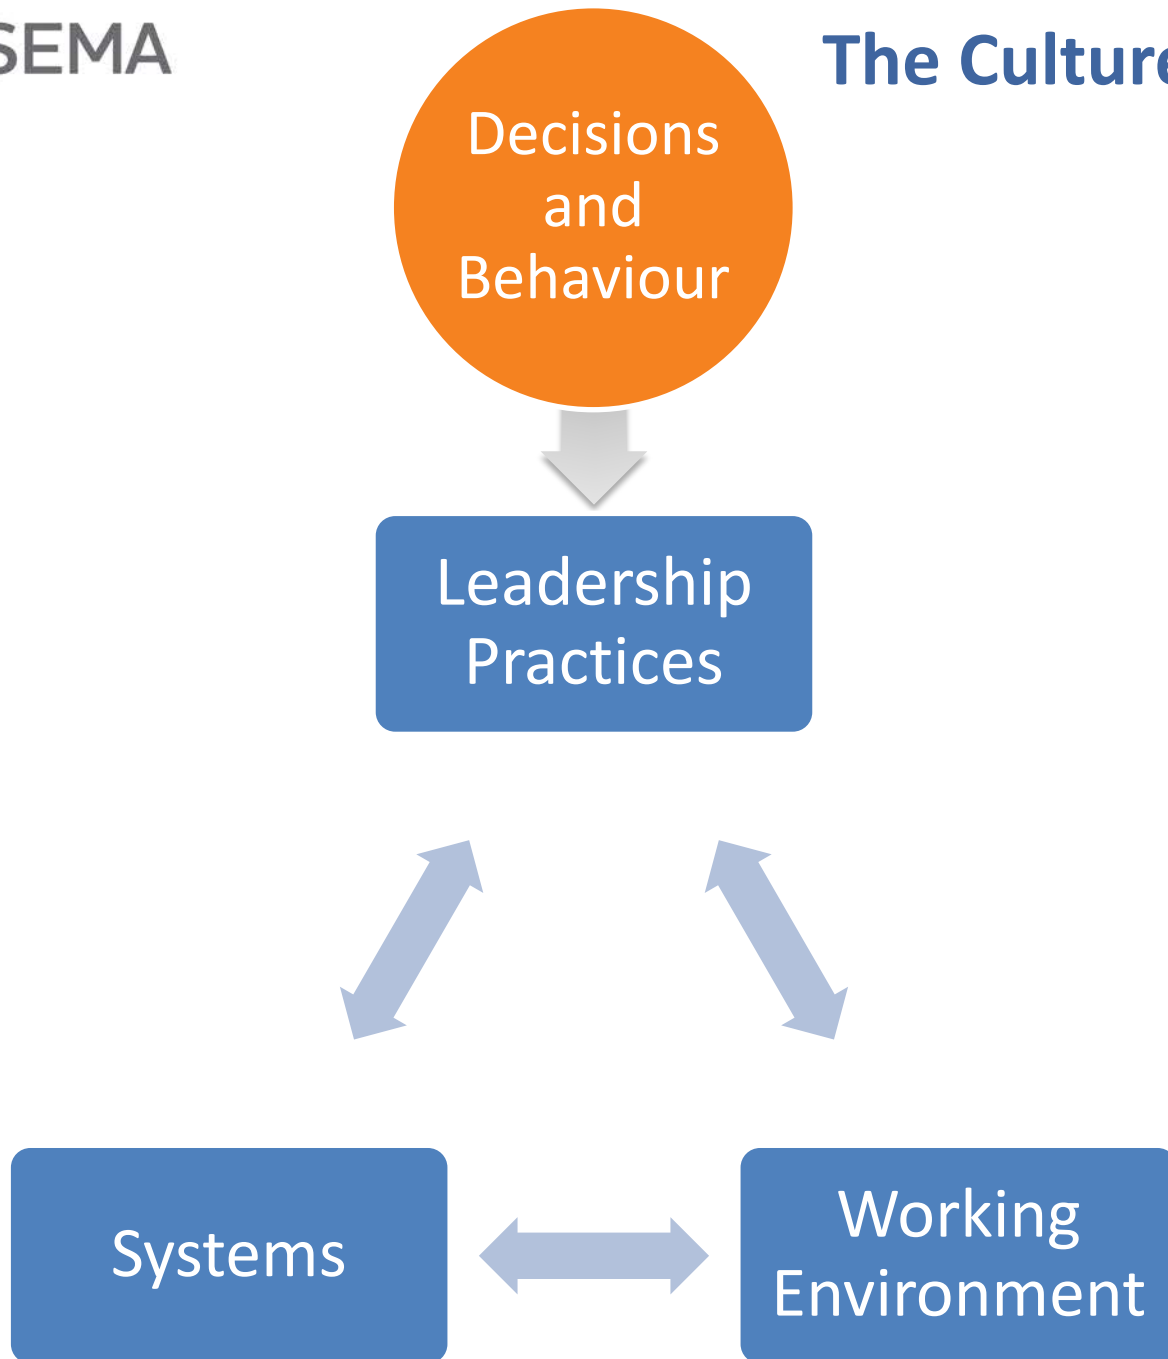 SEMA
The Culture
Decisions
and
Behaviour
Leadership
Practices
Systems
Working
Environment